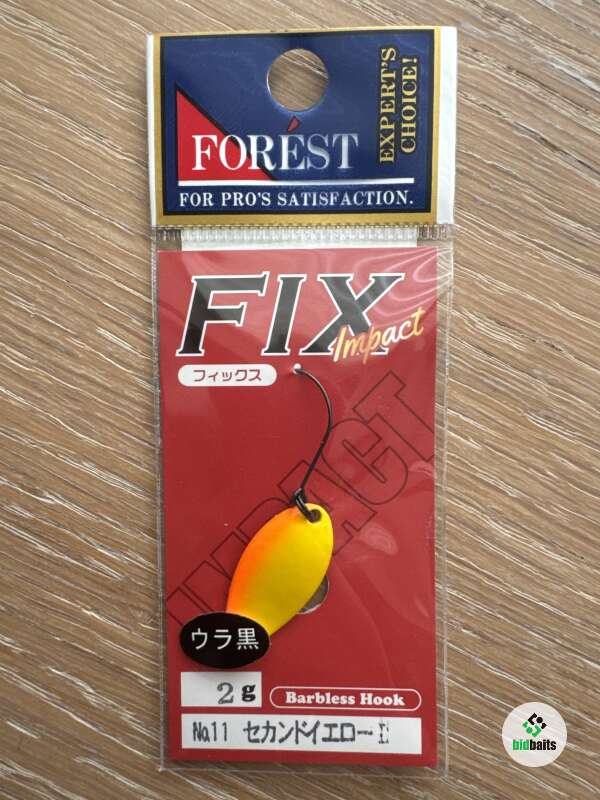 FORÉST
EXPERT'S
CHOICE!
FOR PRO'S SATISFACTION.
FIX
Impact
フィックス
IMPACT
ウラ黒
2g
Barbless Hook
No.11 セカンドイエローII
bidbaits